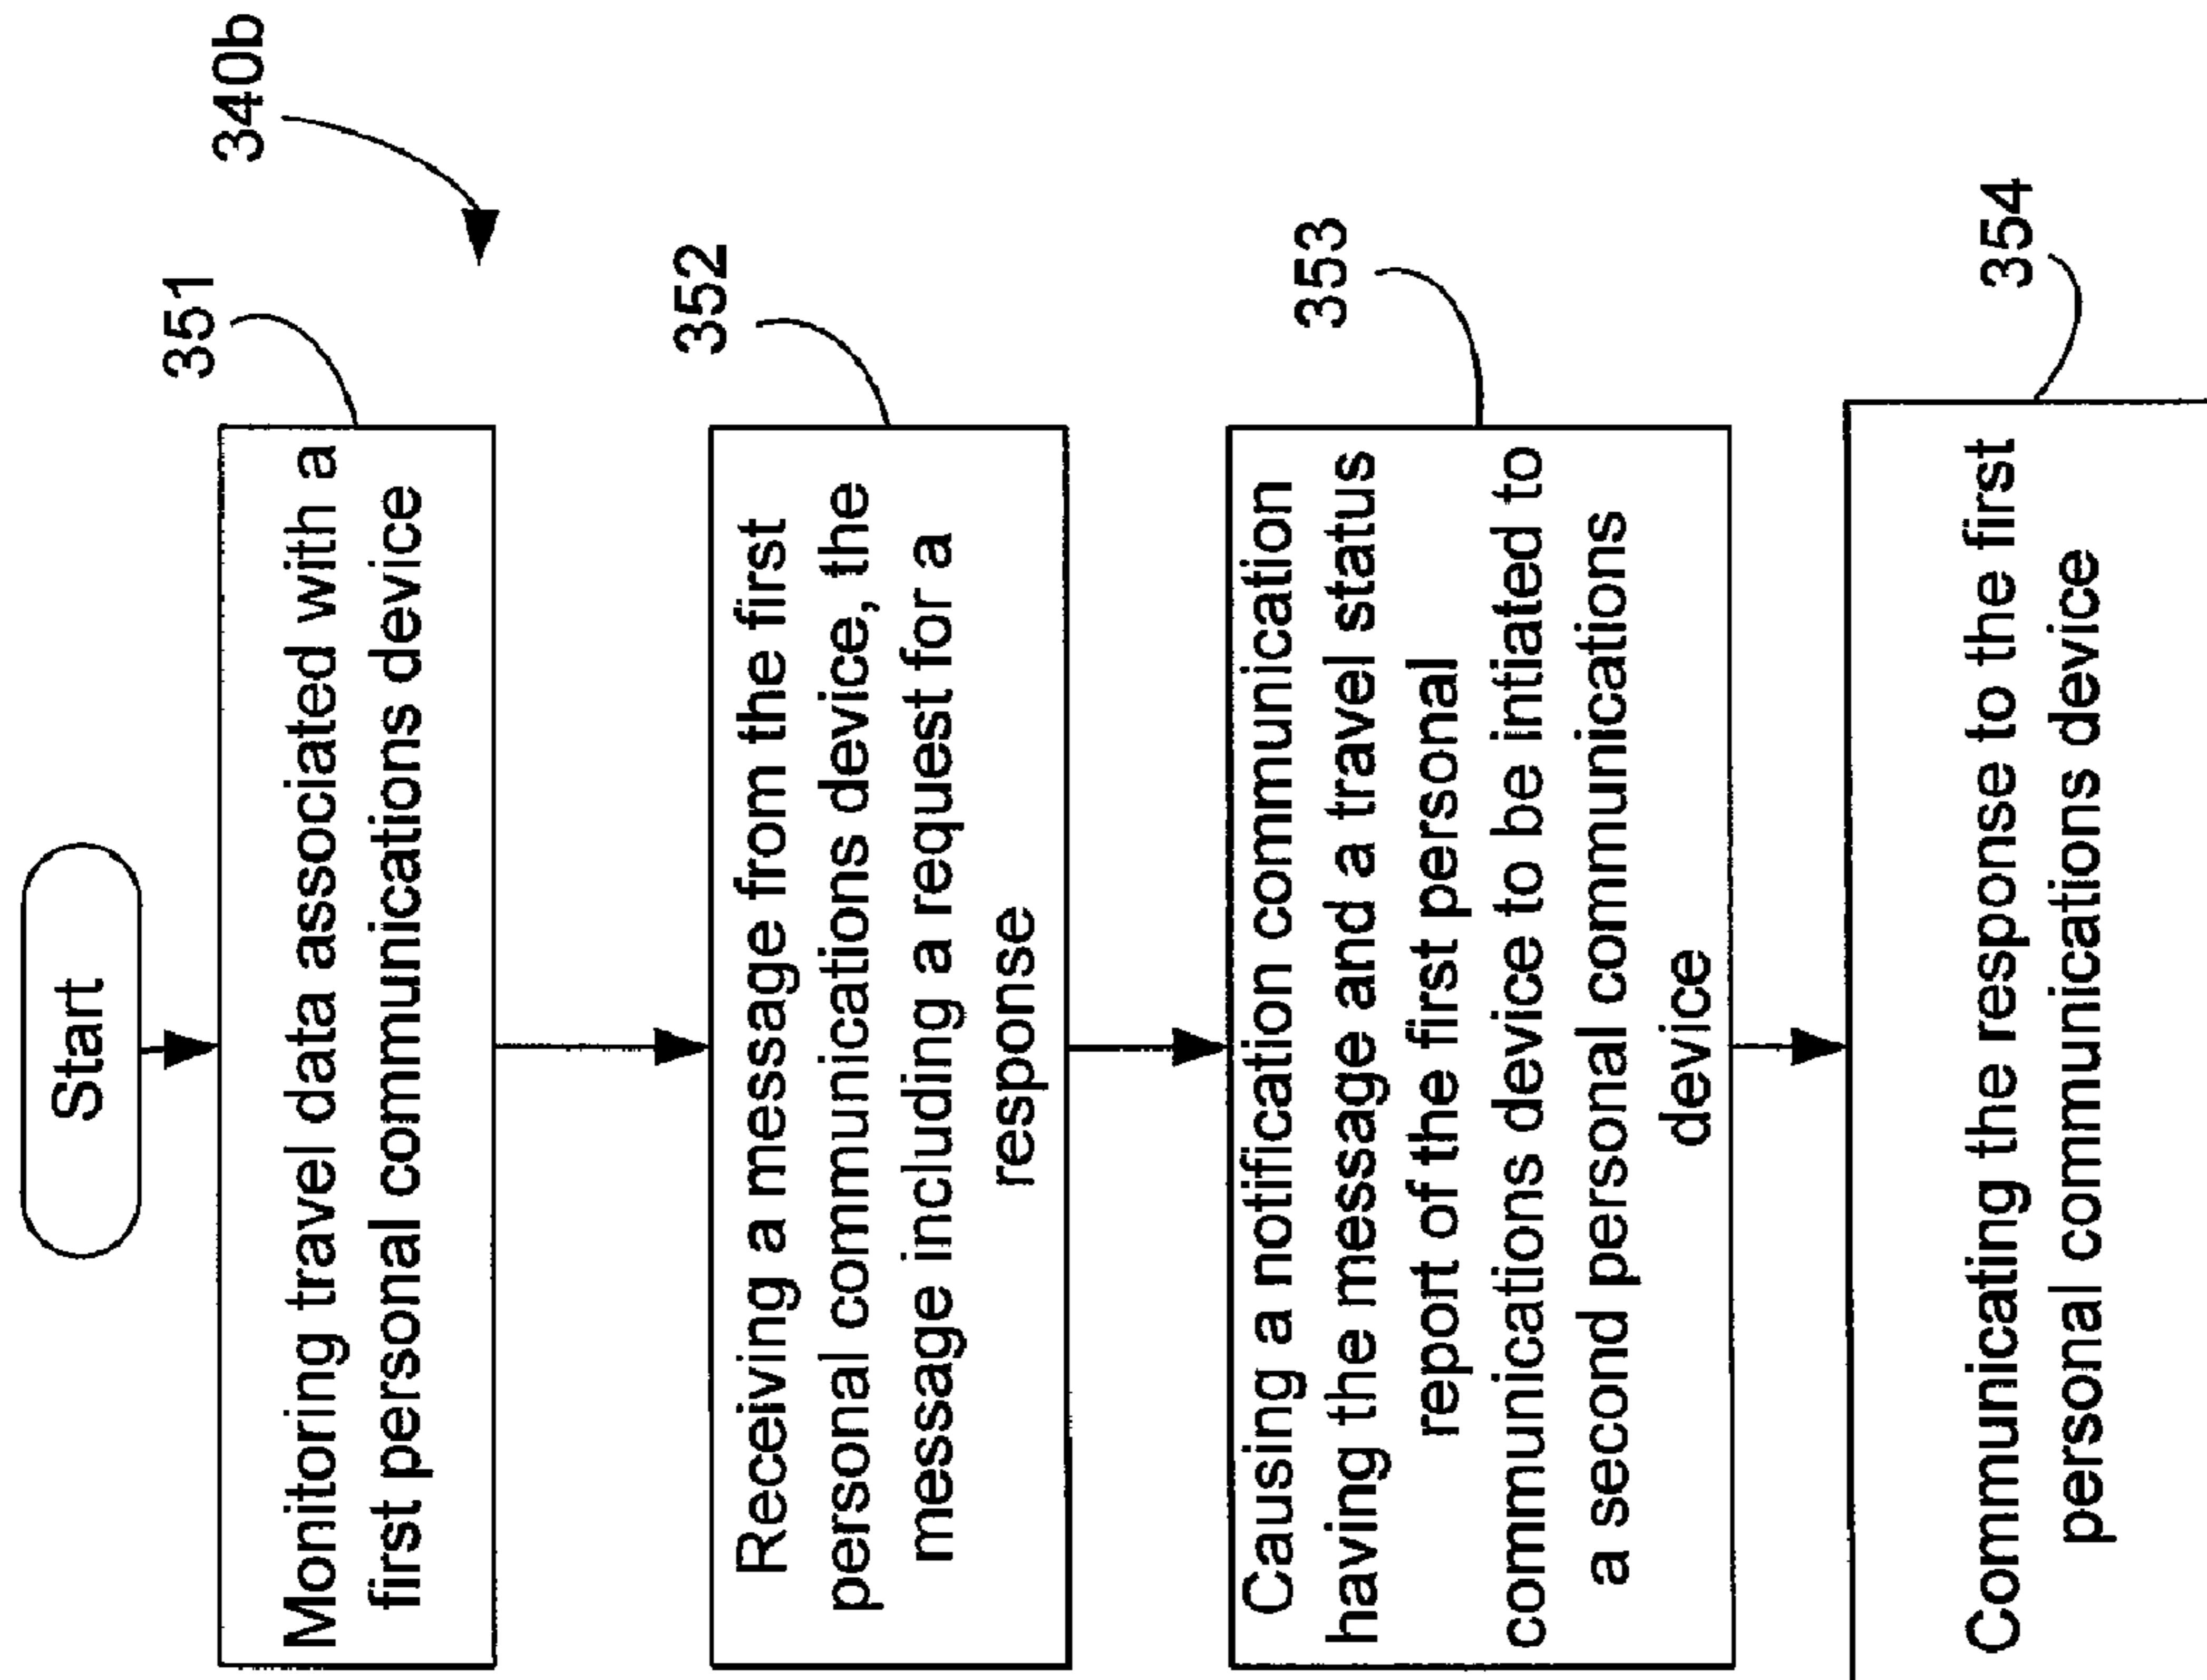 340b
Start
351
Monitoring travel data associated with a
first personal communications device
352
Receiving a message from the first
personal communications device, the
message including a request for a
response
353
Causing a notification communication
having the message and a travel status
report of the first personal
communications device to be intiated to
a second personal communications
device
354
Communicating the response to the first
personal communications device